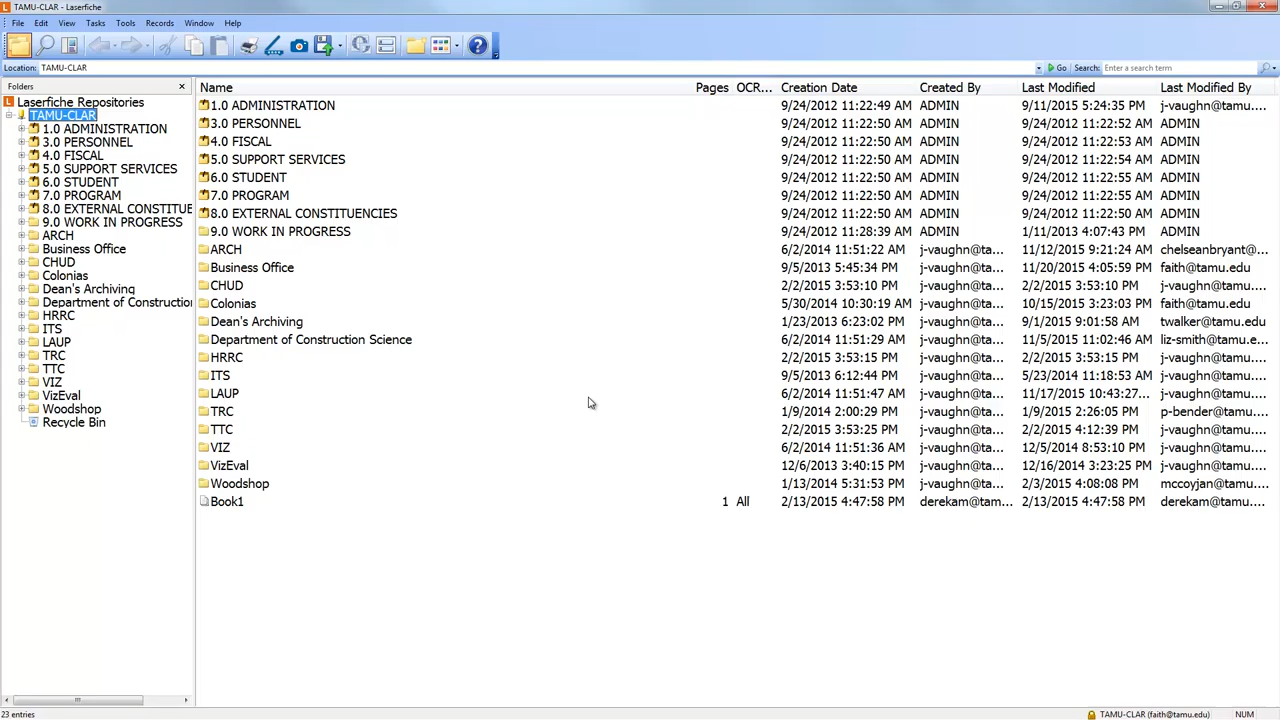 TAMU-CLAR - Laserfiche
File Edit View Tasks Records Window Help
Location: TAMU-CLAR Go Search: Enter a search term
Folders
Laserfiche Repositories
TAMU-CLAR
1.0 ADMINISTRATION
3.0 PERSONNEL
4.0 FISCAL
5.0 SUPPORT SERVICES
6.0 STUDENT
7.0 PROGRAM
8.0 EXTERNAL CONSTITUE
9.0 WORK IN PROGRESS
ARCH
Business Office
CHUD
Colonias
Dean's Archiving
Department of Constructio
HRRC
ITS
LAUP
TRC
TTC
VIZ
VizEval
Woodshop
Recycle Bin
Name Pages OCR... Creation Date Created By Last Modified Last Modified By
1.0 ADMINISTRATION 9/24/2012 11:22:49 AM ADMIN 9/11/2015 5:24:35 PM j-vaughn@tamu....
3.0 PERSONNEL 9/24/2012 11:22:50 AM ADMIN 9/24/2012 11:22:52 AM ADMIN
4.0 FISCAL 9/24/2012 11:22:50 AM ADMIN 9/24/2012 11:22:53 AM ADMIN
5.0 SUPPORT SERVICES 9/24/2012 11:22:50 AM ADMIN 9/24/2012 11:22:54 AM ADMIN
6.0 STUDENT 9/24/2012 11:22:50 AM ADMIN 9/24/2012 11:22:55 AM ADMIN
7.0 PROGRAM 9/24/2012 11:22:50 AM ADMIN 9/24/2012 11:22:55 AM ADMIN
8.0 EXTERNAL CONSTITUENCIES 9/24/2012 11:22:50 AM ADMIN 9/24/2012 11:22:50 AM ADMIN
9.0 WORK IN PROGRESS 9/24/2012 11:28:39 AM ADMIN 1/11/2013 4:07:43 PM ADMIN
ARCH 6/2/2014 11:51:22 AM j-vaughn@ta... 11/12/2015 9:21:24 AM chelseanbryant@...
Business Office 9/5/2013 5:45:34 PM j-vaughn@ta... 11/20/2015 4:05:59 PM faith@tamu.edu
CHUD 2/2/2015 3:53:10 PM j-vaughn@ta... 2/2/2015 3:53:10 PM j-vaughn@tamu....
Colonias 5/30/2014 10:30:19 AM j-vaughn@ta... 10/15/2015 3:23:03 PM faith@tamu.edu
Dean's Archiving 1/23/2013 6:23:02 PM j-vaughn@ta... 9/1/2015 9:01:58 AM twalker@tamu.edu
Department of Construction Science 6/2/2014 11:51:29 AM j-vaughn@ta... 11/5/2015 11:02:46 AM liz-smith@tamu.e...
HRRC 2/2/2015 3:53:15 PM j-vaughn@ta... 2/2/2015 3:53:15 PM j-vaughn@tamu....
ITS 9/5/2013 6:12:44 PM j-vaughn@ta... 5/23/2014 11:18:53 AM j-vaughn@tamu....
LAUP 6/2/2014 11:51:47 AM j-vaughn@ta... 11/17/2015 10:43:27... j-vaughn@tamu....
TRC 1/9/2014 2:00:29 PM j-vaughn@ta... 1/9/2015 2:26:05 PM p-bender@tamu....
TTC 2/2/2015 3:53:25 PM j-vaughn@ta... 2/2/2015 4:12:39 PM j-vaughn@tamu....
VIZ 6/2/2014 11:51:36 AM j-vaughn@ta... 12/5/2014 8:53:10 PM j-vaughn@tamu....
VizEval 12/6/2013 3:40:15 PM j-vaughn@ta... 12/16/2014 3:23:25 PM j-vaughn@tamu....
Woodshop 1/13/2014 5:31:53 PM j-vaughn@ta... 2/3/2015 4:08:08 PM mccoyjan@tamu....
Book1 1 All 2/13/2015 4:47:58 PM derekam@tam... 2/13/2015 4:47:58 PM derekam@tamu....
23 entries TAMU-CLAR (faith@tamu.edu) NUM